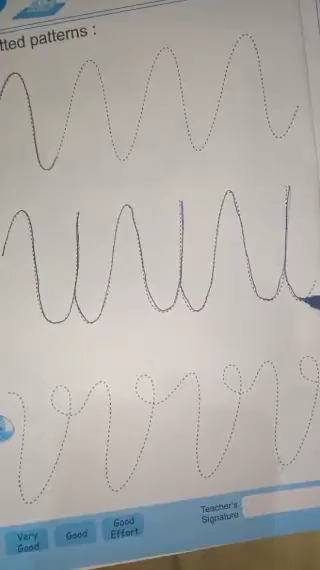 tted patterns :
Very Good
Good
Good Effort
Teacher's Signature